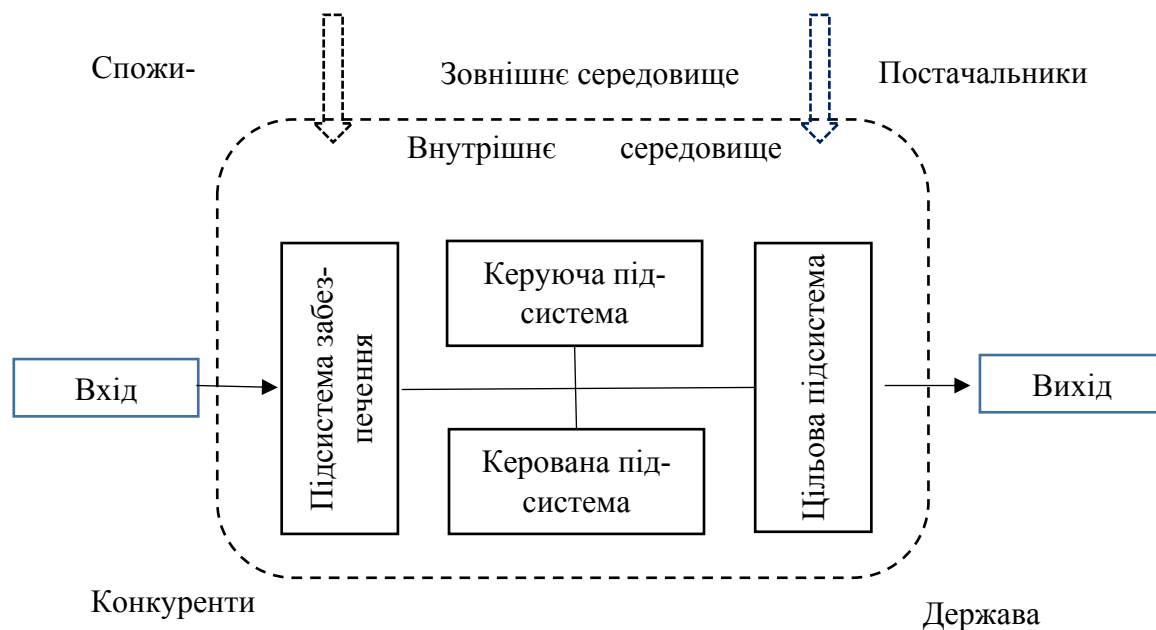 Спожи-
Зовнішнє середовище
Постачальники
Внутрішнє середовище
Підсистема забез-
печення
Керуюча під-
система
Цільова підсистема
Вхід
Вихід
Керована під-
система
Конкуренти
Держава